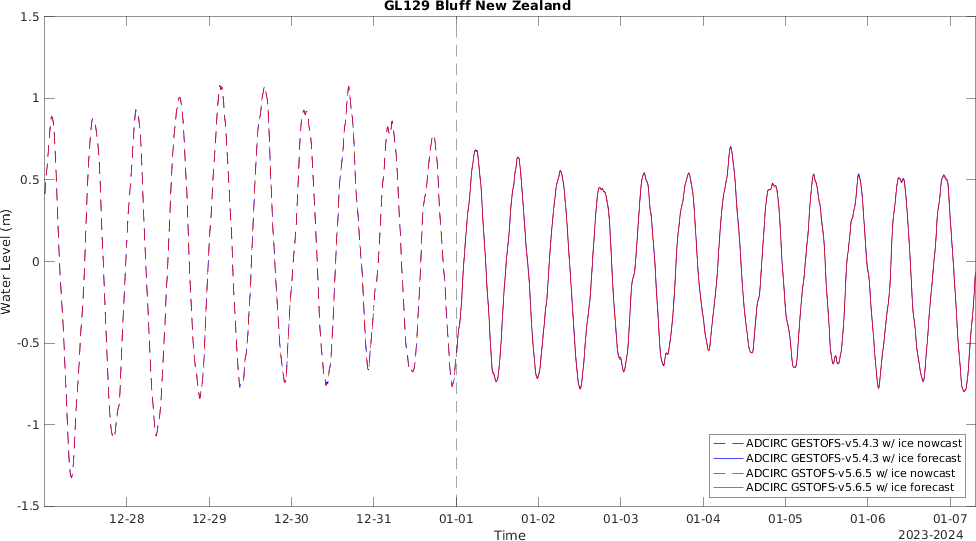 GL129 Bluff New Zealand
1.5
1
0.5
0
-0.5
-1
-1.5
Water Level (m)
12-28 12-29 12-30 12-31 01-01 01-02 01-03 01-04 01-05 01-06 01-07
Time
2023-2024
ADCIRC GESTOFS-v5.4.3 w/ ice nowcast
ADCIRC GESTOFS-v5.4.3 w/ ice forecast
ADCIRC GSTOFS-v5.6.5 w/ ice nowcast
ADCIRC GSTOFS-v5.6.5 w/ ice forecast